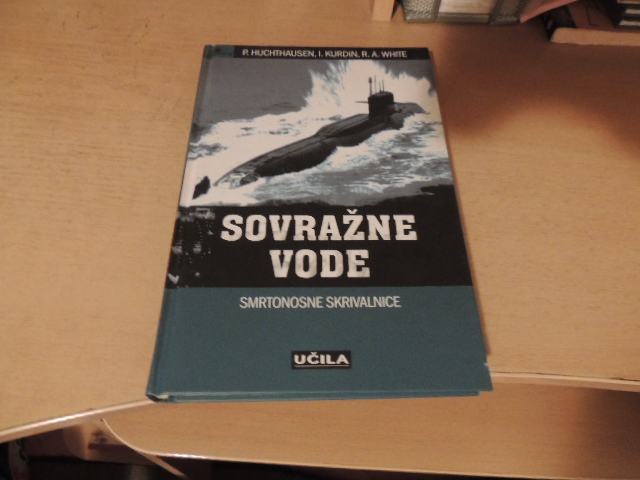 P. HUCHTHAUSEN, I. KURDIN, R. A. WHITE
SOVRAŽNE
VODE
SMRTONOSNE SKRIVALNICE
UČILA